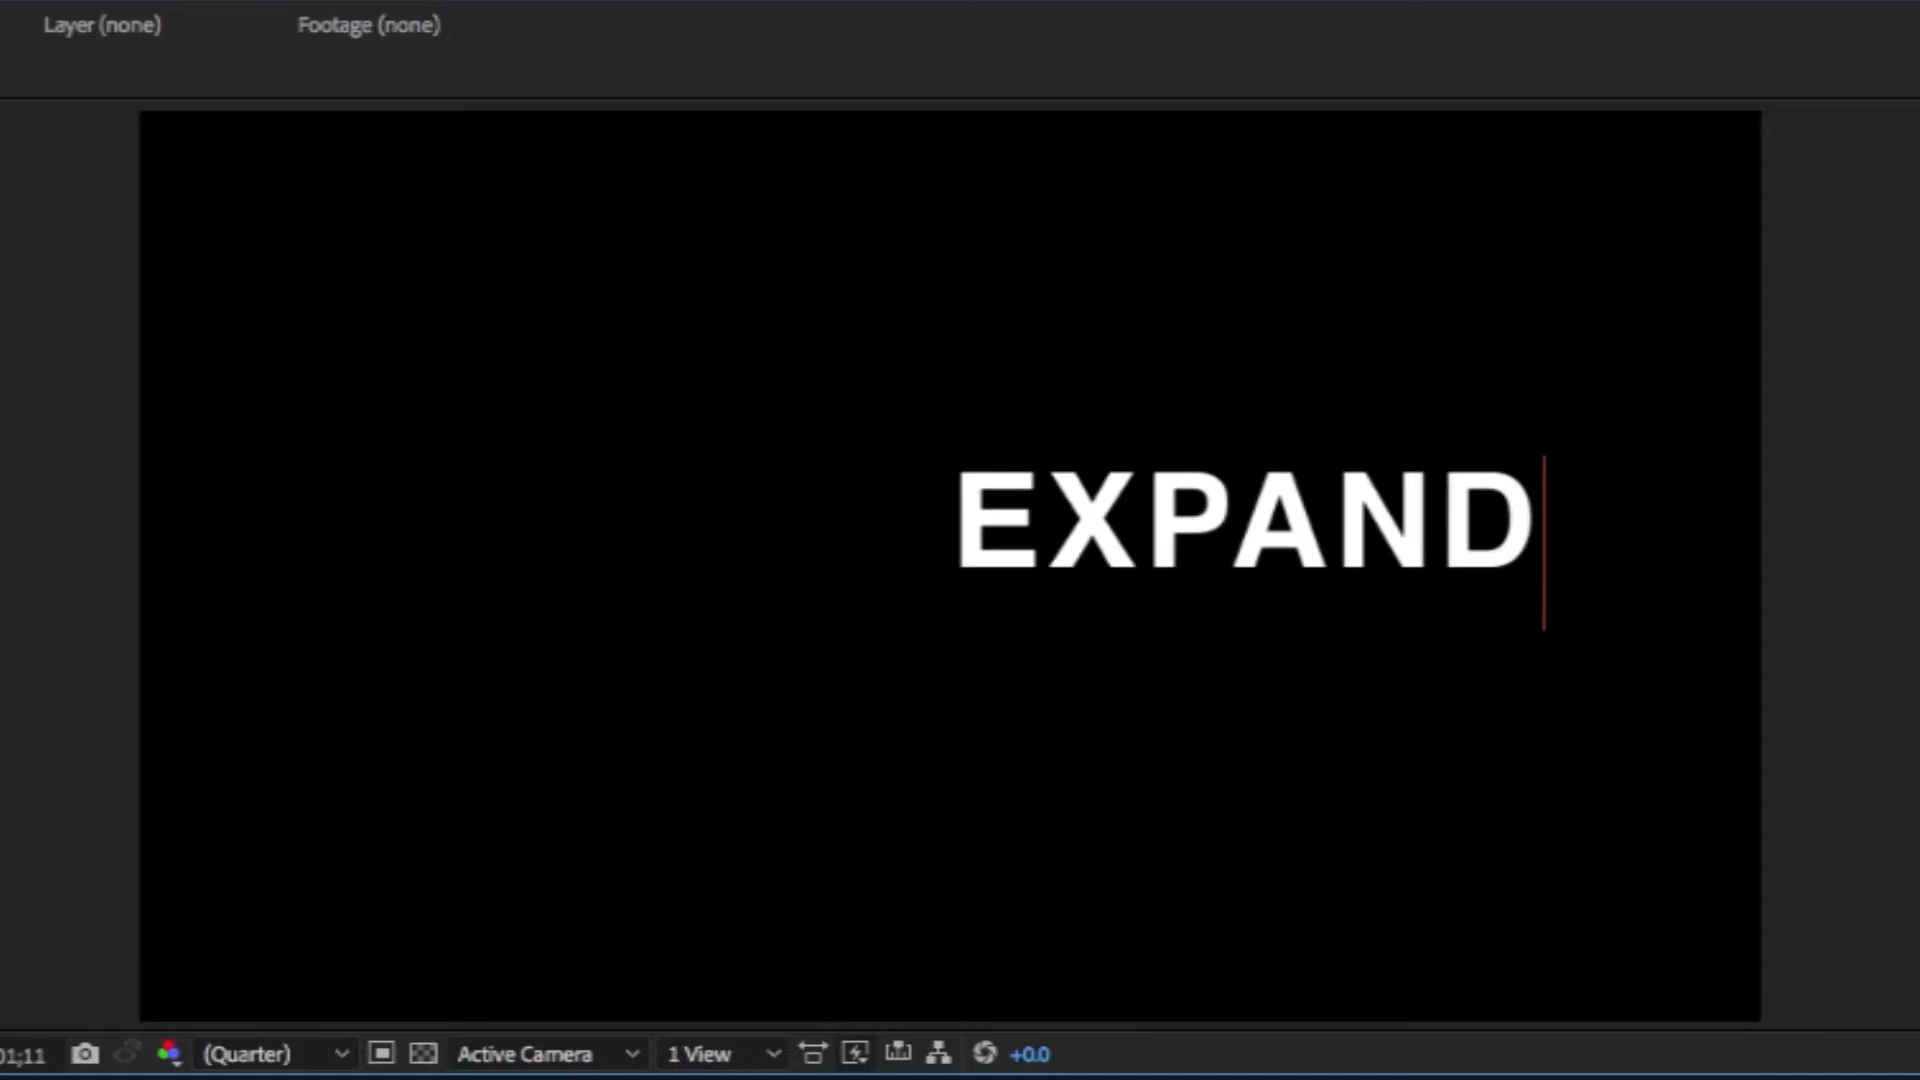 Layer (none) Footage (none)
EXPAND
01;11 (Quarter) Active Camera 1 View +0.0